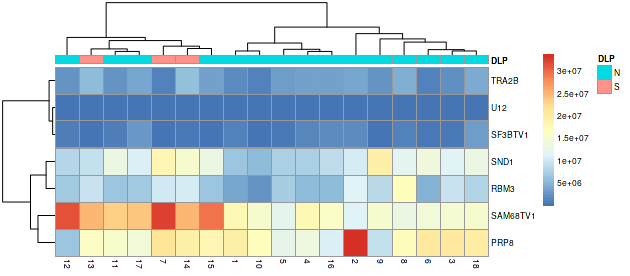 DLP
TRA2B
U12
SF3BTV1
SND1
RBM3
SAM68TV1
PRP8
12 13 11 17 7 14 15 1 10 5 4 16 2 9 8 6 3 18
3e+07
2.5e+07
2e+07
1.5e+07
1e+07
5e+06
DLP
N
S